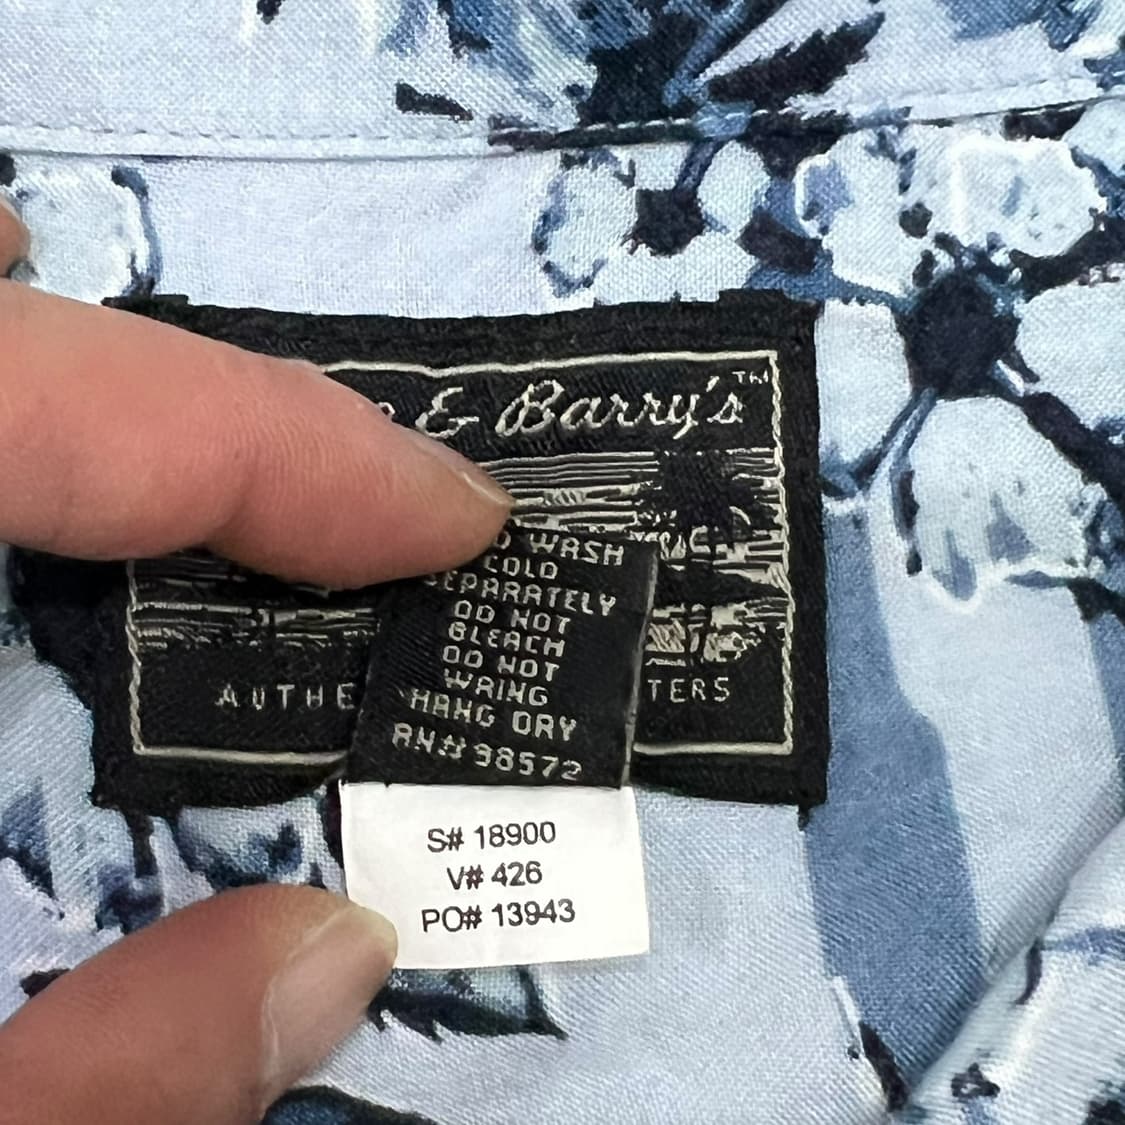 & Barry's™
WASH
COLD
SEPARATELY
DO NOT
BLEACH
DO NOT
WRING
HANG DRY
RN# 98572
AUTHE TERS
S# 18900
V# 426
PO# 13943